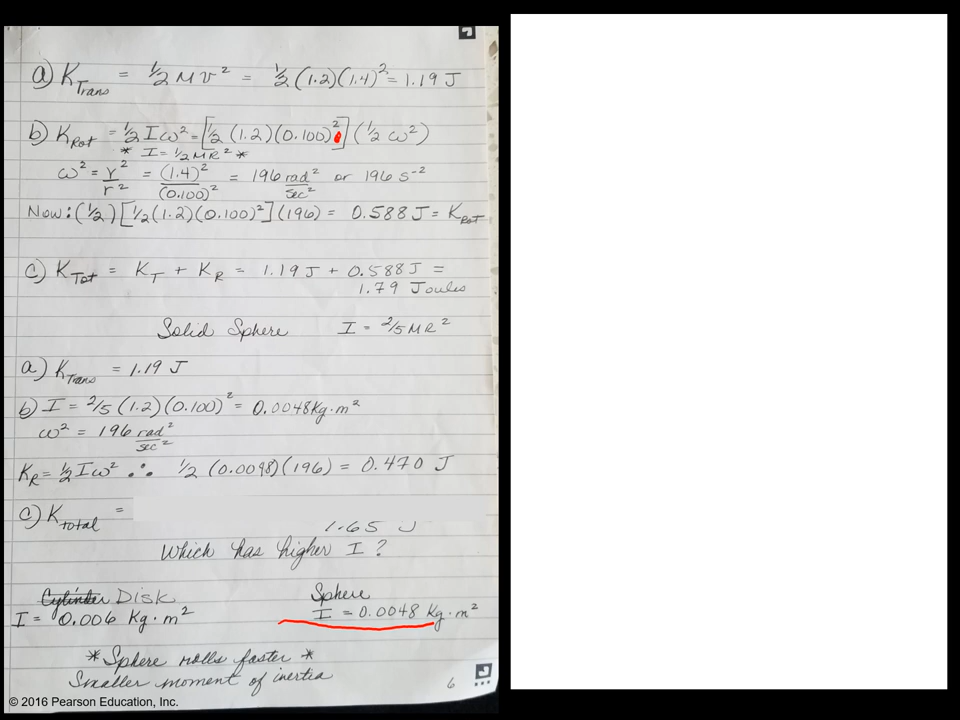 a) K_Trans = 1/2 M v² = 1/2 (1.2)(1.4)² = 1.19 J
b) K_Rot = 1/2 I ω² = [1/2 (1.2)(0.100)²] (1/2 ω²)
* I = 1/2 MR² *
ω² = v²/r² = (1.4)²/(0.100)² = 196 rad²/sec² or 196 s⁻²
Now: (1/2) [1/2 (1.2)(0.100)²] (196) = 0.588 J = K_Rot
c) K_Tot = K_T + K_R = 1.19 J + 0.588 J =
1.79 Joules
Solid Sphere I = 2/5 MR²
a) K_Trans = 1.19 J
b) I = 2/5 (1.2)(0.100)² = 0.0048 Kg·m²
ω² = 196 rad²/sec²
K_R = 1/2 I ω² ∴ 1/2 (0.0048)(196) = 0.470 J
c) K_total =
1.65 J
Which has higher I?
Disk Sphere
I = 0.006 Kg·m² I = 0.0048 Kg·m²
* Sphere rolls faster *
Smaller moment of inertia
6
© 2016 Pearson Education, Inc.